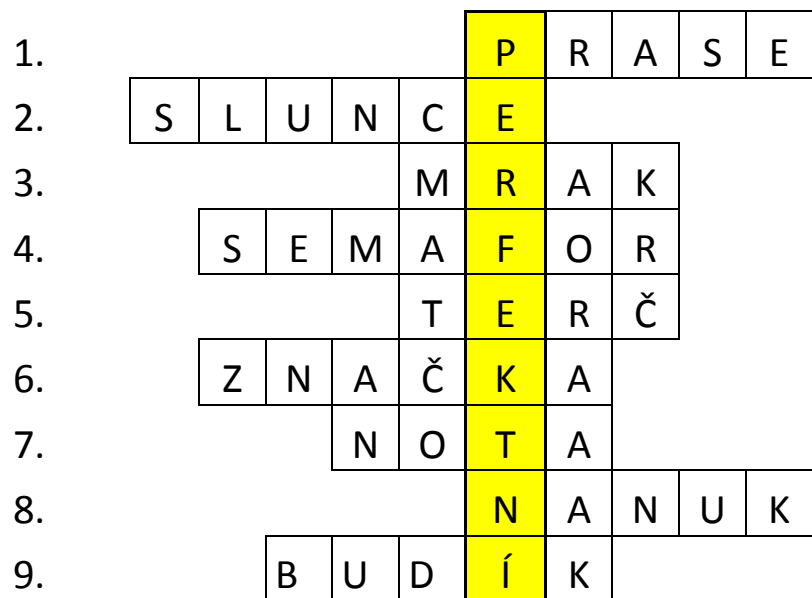 1. PRASE
2. SLUNCE
3. MRAK
4. SEMAFOR
5. TERČ
6. ZNAČKA
7. NOTA
8. NANUK
9. BUDÍK